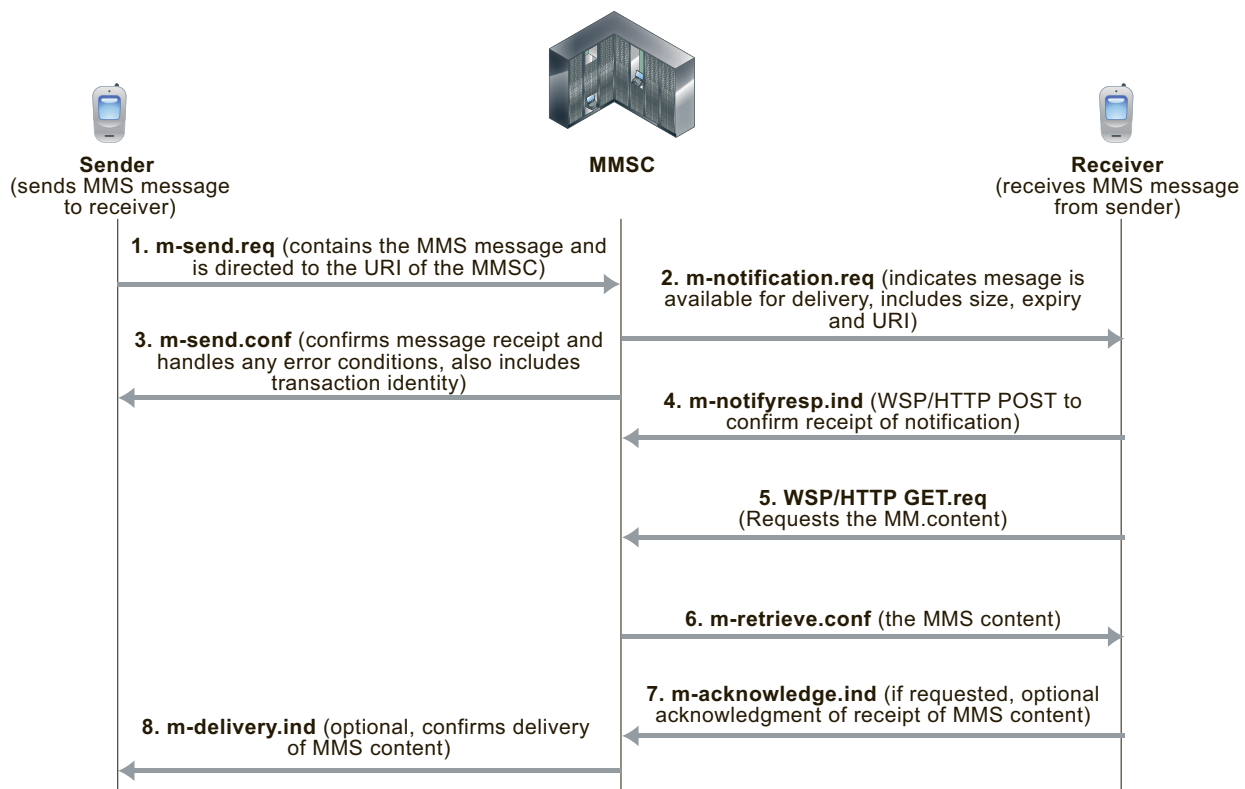 Sender
(sends MMS message
to receiver)
MMSC
Receiver
(receives MMS message
from sender)
1. m-send.req (contains the MMS message and
is directed to the URI of the MMSC)
2. m-notification.req (indicates mesage is
available for delivery, includes size, expiry
and URI)
3. m-send.conf (confirms message receipt and
handles any error conditions, also includes
transaction identity)
4. m-notifyresp.ind (WSP/HTTP POST to
confirm receipt of notification)
5. WSP/HTTP GET.req
(Requests the MM.content)
6. m-retrieve.conf (the MMS content)
7. m-acknowledge.ind (if requested, optional
acknowledgment of receipt of MMS content)
8. m-delivery.ind (optional, confirms delivery
of MMS content)